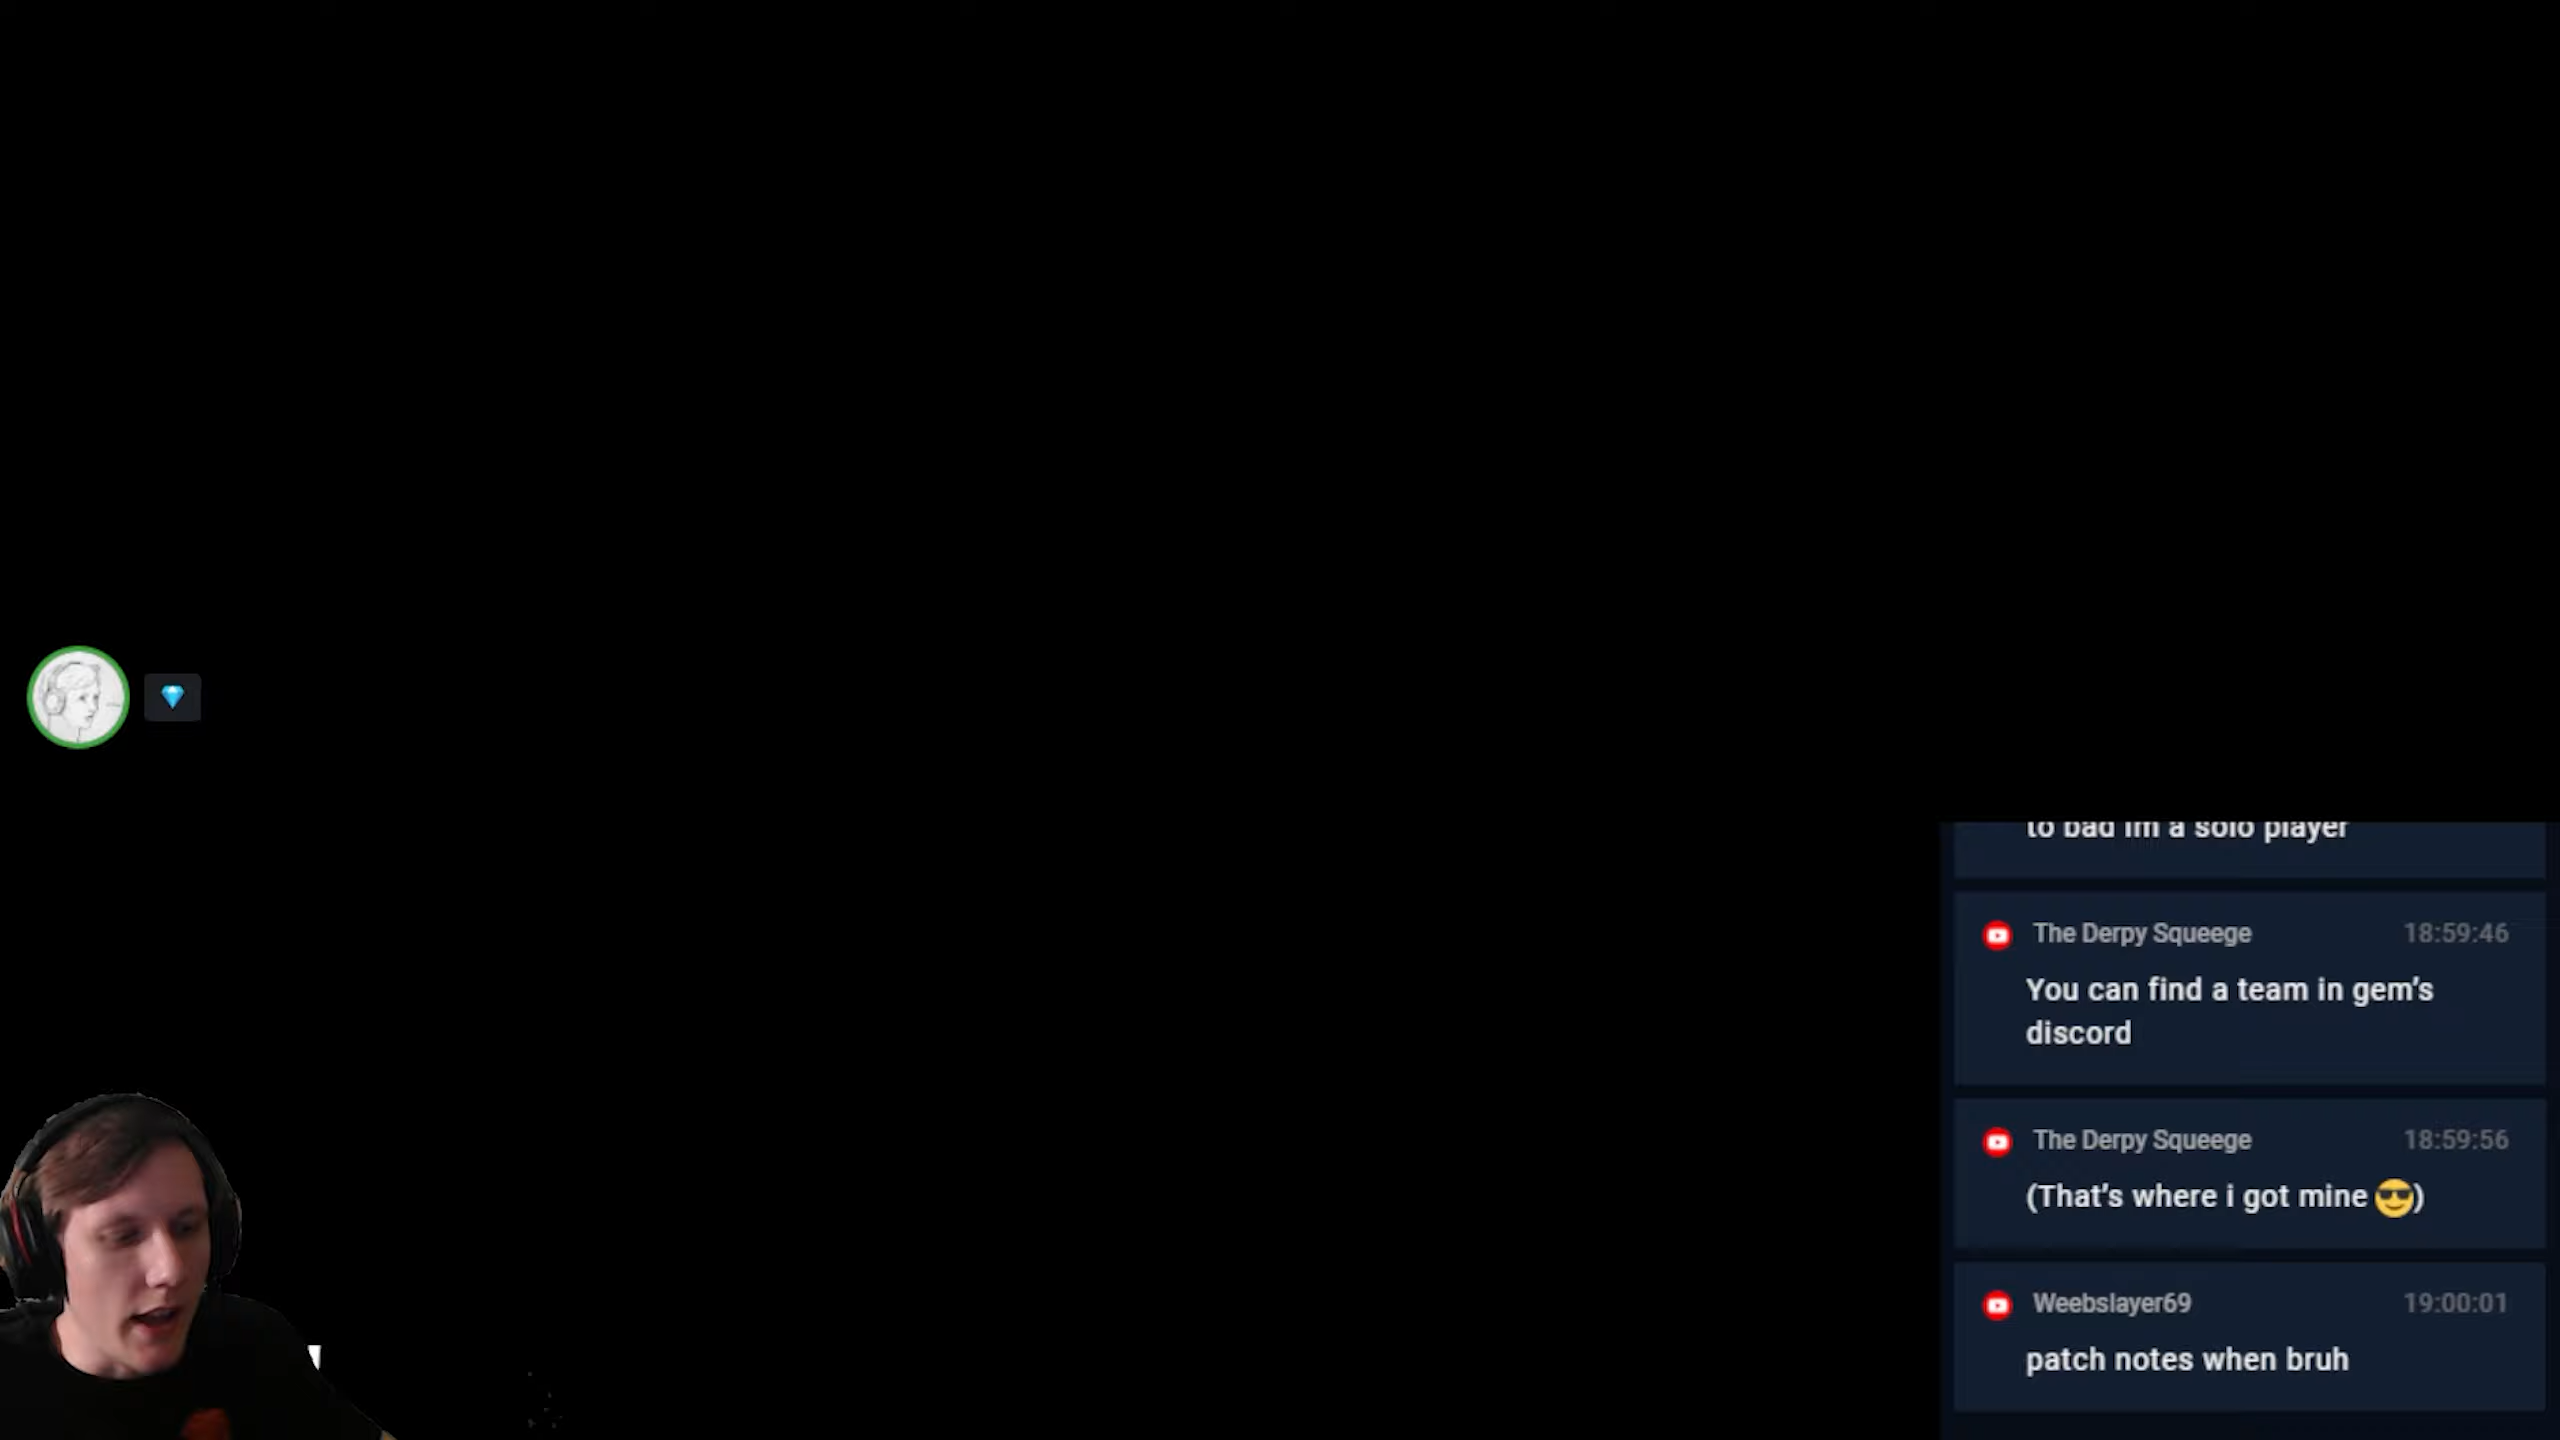 to bad im a solo player
The Derpy Squeege 18:59:46
You can find a team in gem’s
discord
The Derpy Squeege 18:59:56
(That’s where i got mine 😎)
Weebslayer69 19:00:01
patch notes when bruh